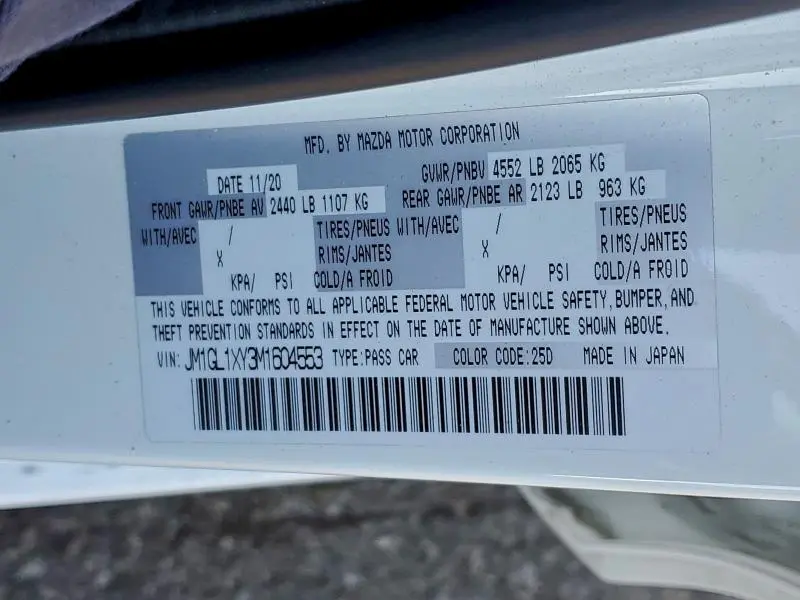 MFD. BY MAZDA MOTOR CORPORATION
DATE 11/20 GVWR/PNBV 4552 LB 2065 KG
FRONT GAWR/PNBE AV 2440 LB 1107 KG REAR GAWR/PNBE AR 2123 LB 963 KG
WITH/AVEC / TIRES/PNEUS WITH/AVEC / TIRES/PNEUS
X RIMS/JANTES X RIMS/JANTES
KPA/ PSI COLD/A FROID KPA/ PSI COLD/A FROID
THIS VEHICLE CONFORMS TO ALL APPLICABLE FEDERAL MOTOR VEHICLE SAFETY, BUMPER, AND
THEFT PREVENTION STANDARDS IN EFFECT ON THE DATE OF MANUFACTURE SHOWN ABOVE.
VIN: JM1GL1XY3M1604553 TYPE:PASS CAR COLOR CODE:25D MADE IN JAPAN